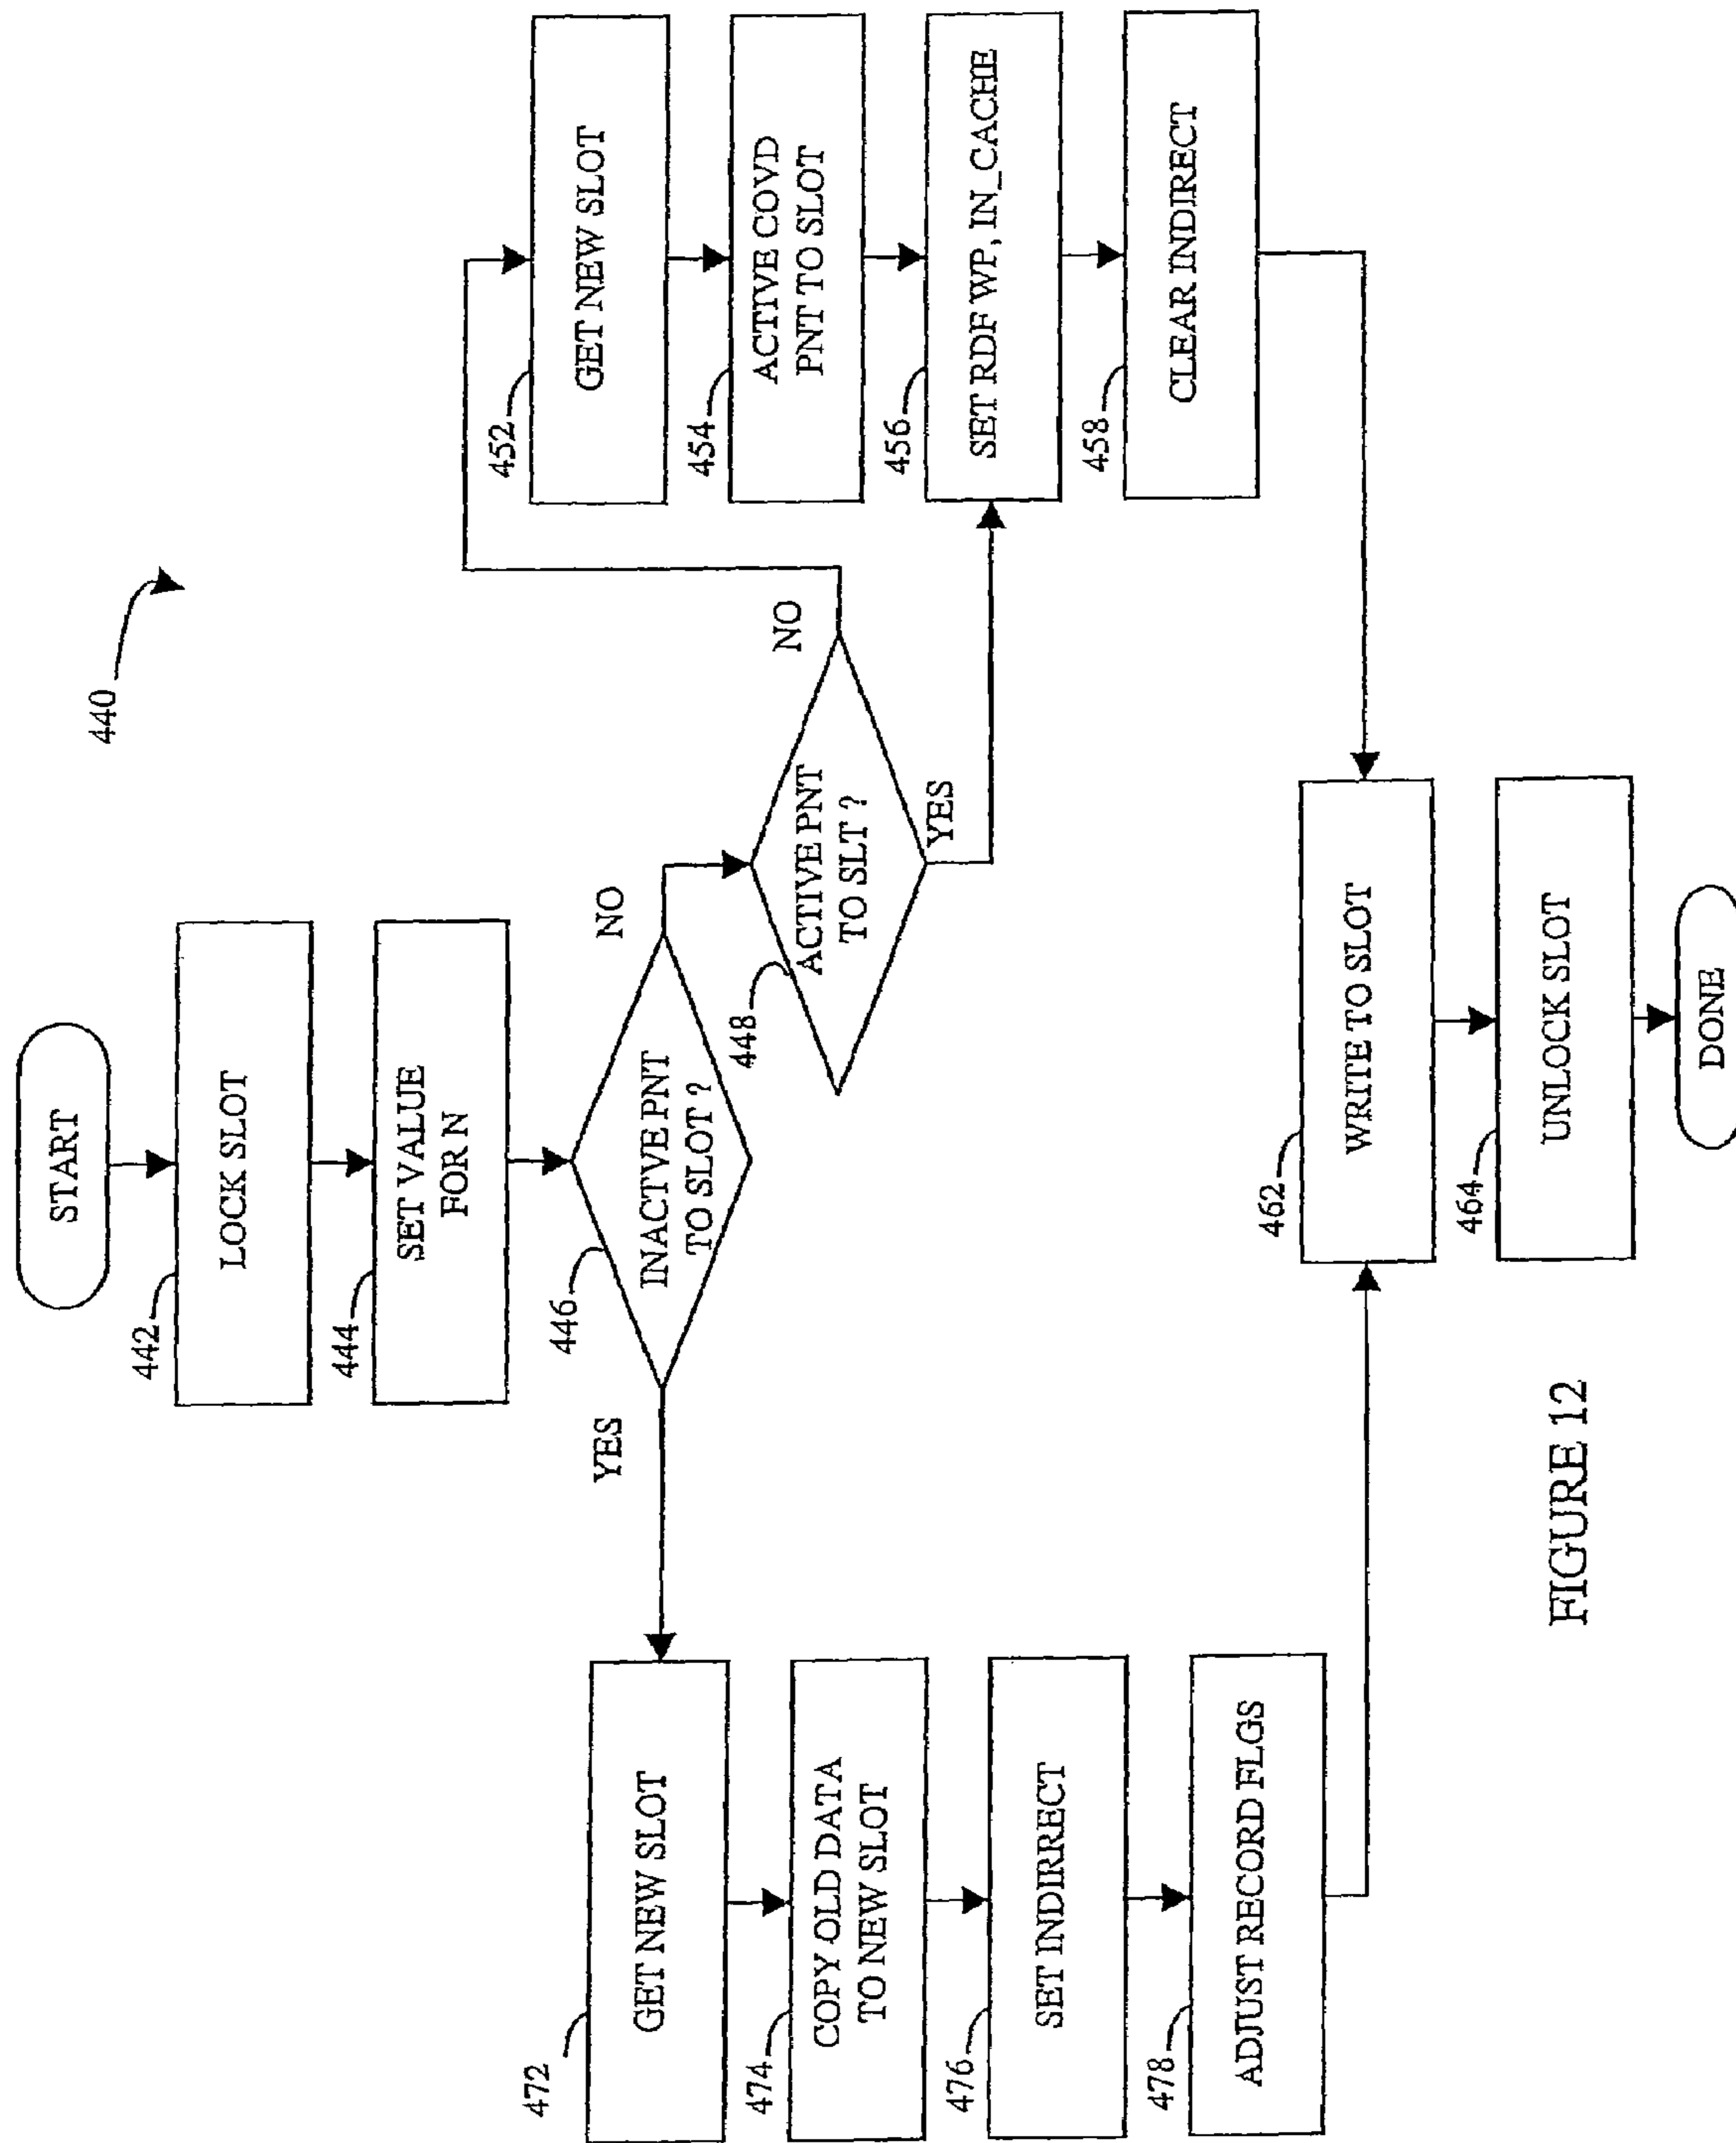 440
START
442
LOCK SLOT
444
SET VALUE
FOR N
446
INACTVE PNT
TO SLOT ?
YES
NO
448
ACTIVE PNT
TO SLT ?
NO
YES
452
GET NEW SLOT
454
ACTIVE COVD
PNT TO SLOT
456
SET RDF WP, IN_CACHE
458
CLEAR INDIRECT
472
GET NEW SLOT
474
COPY OLD DATA
TO NEW SLOT
476
SET INDIRRECT
478
ADJUST RECORD FLGS
462
WRITE TO SLOT
464
UNLOCK SLOT
DONE
FIGURE 12